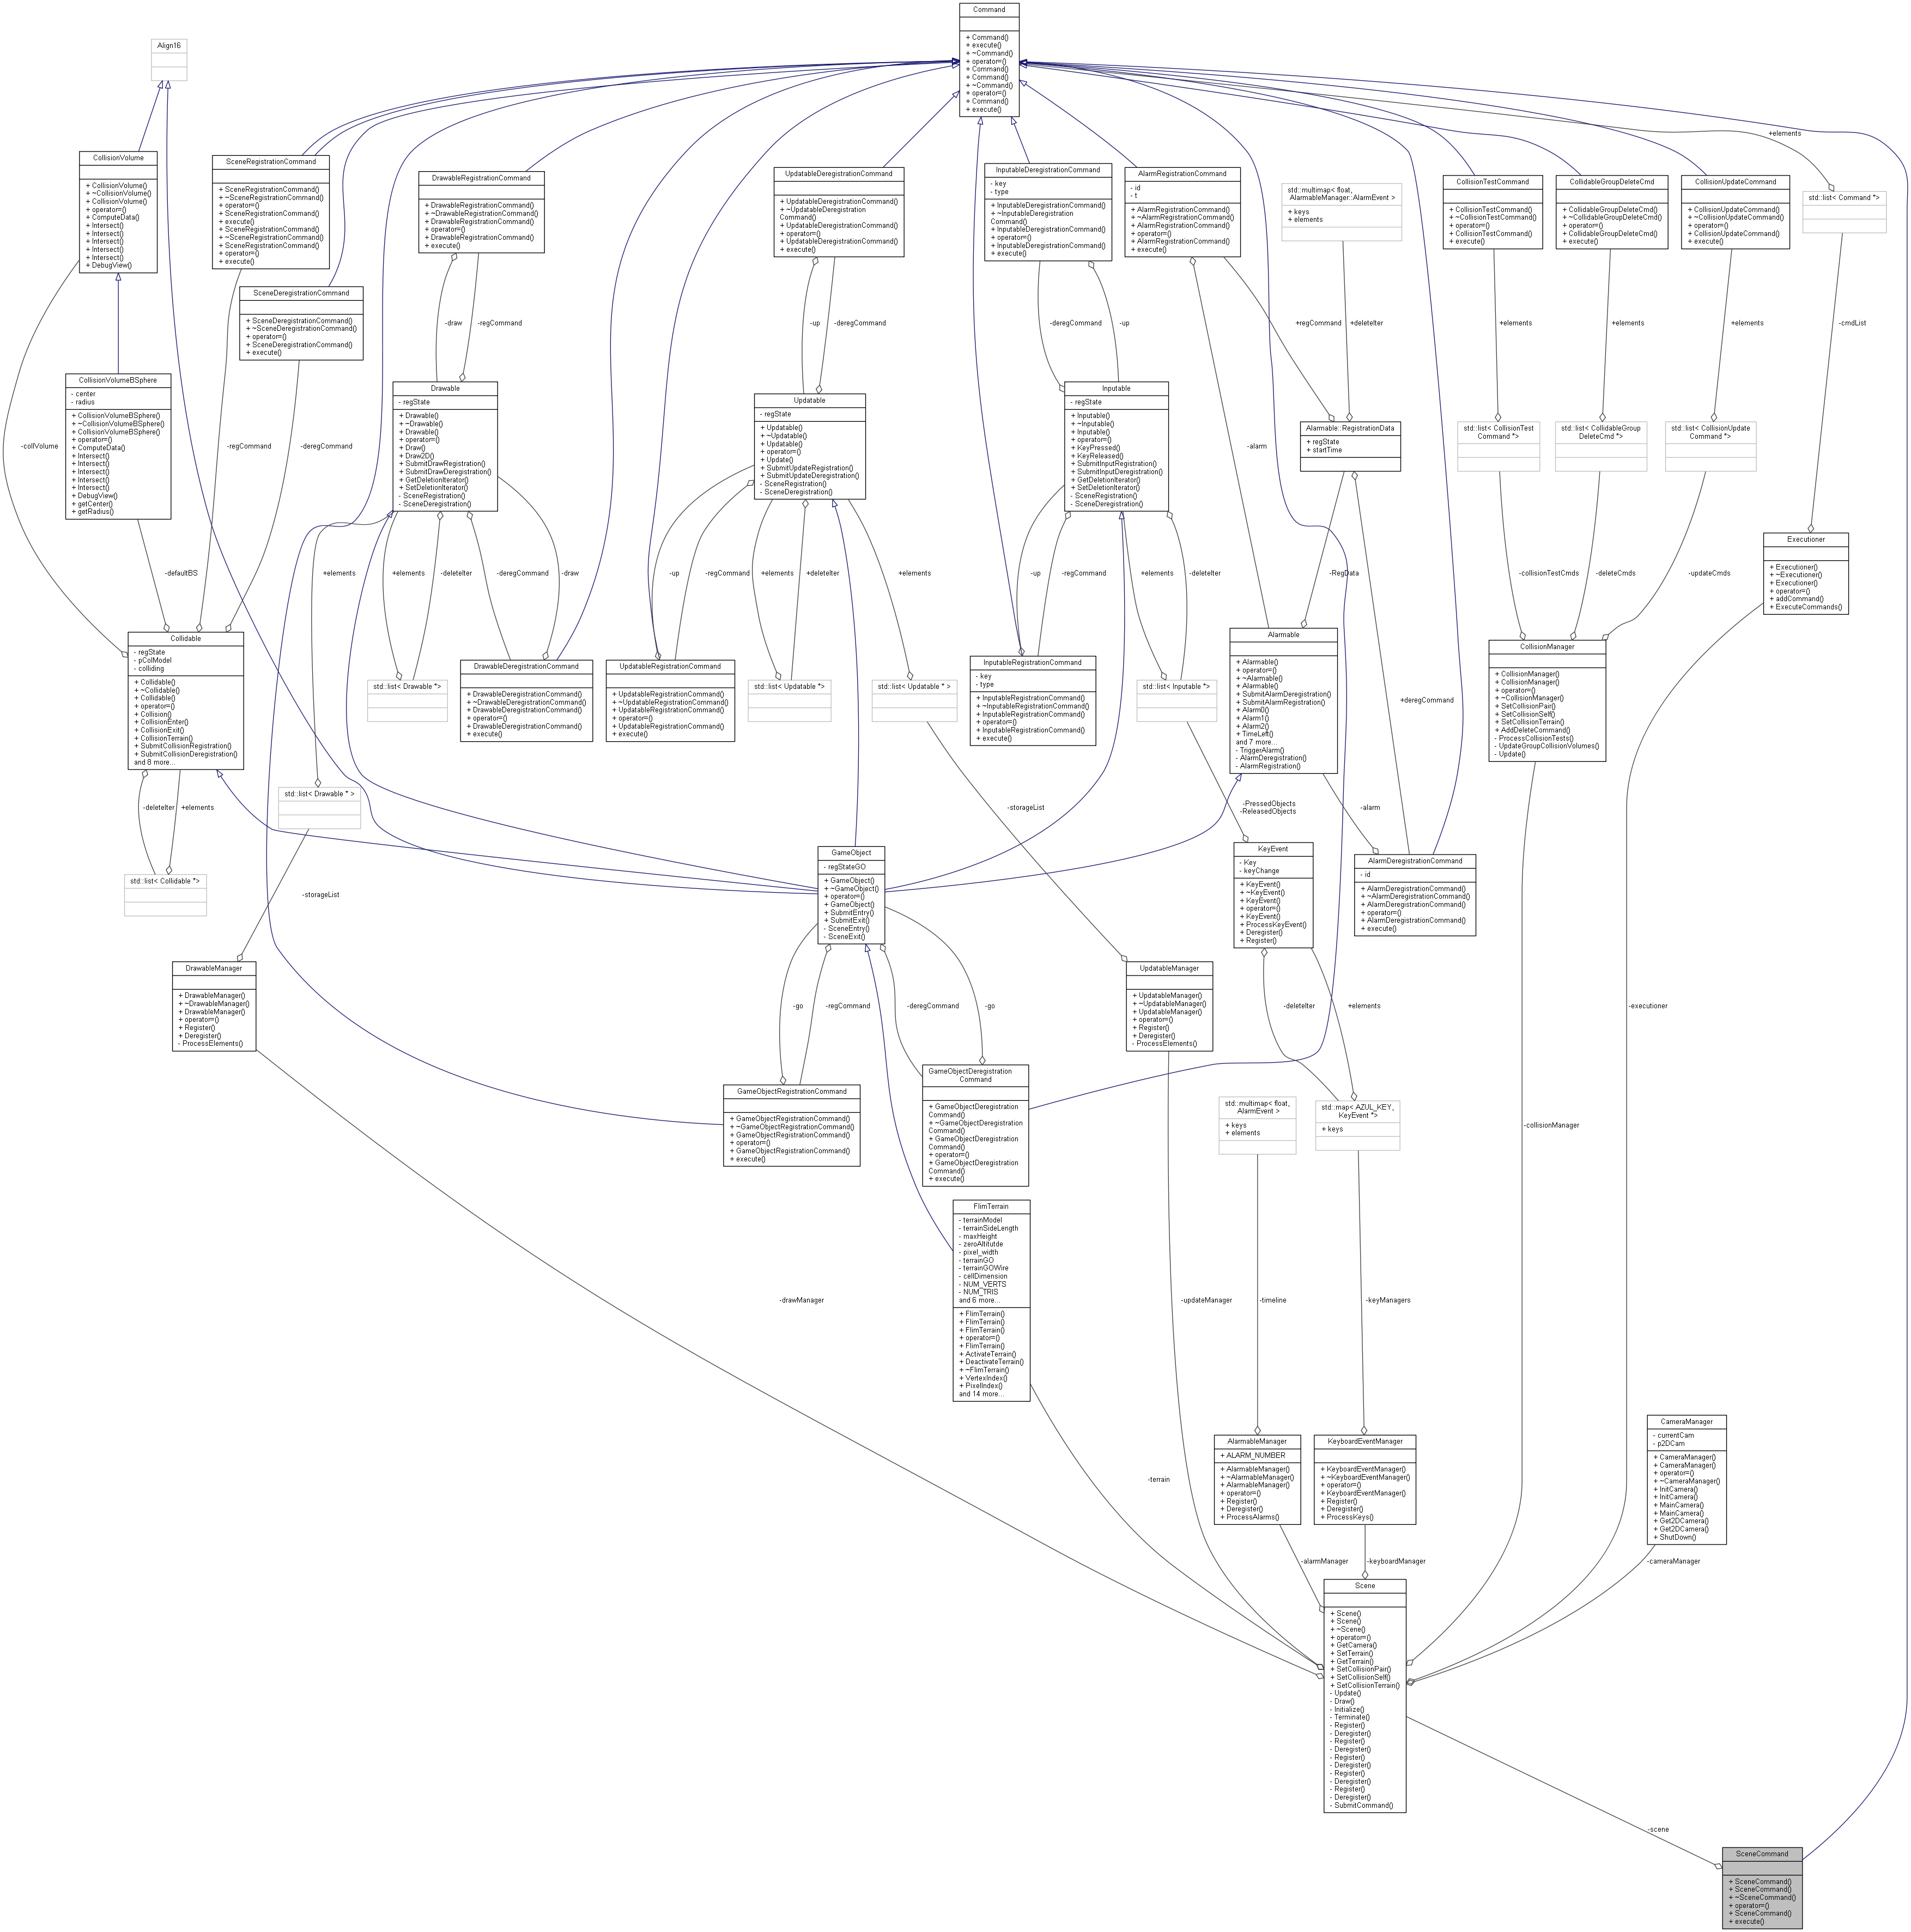 Command
+ Command()
+ execute()
+ ~Command()
+ operator=()
+ Command()
+ Command()
+ ~Command()
+ operator=()
+ Command()
+ execute()
Align16
+elements
CollisionVolume
+ CollisionVolume()
+ ~CollisionVolume()
+ CollisionVolume()
+ operator=()
+ ComputeData()
+ Intersect()
+ Intersect()
+ Intersect()
+ Intersect()
+ Intersect()
+ DebugView()
SceneRegistrationCommand
+ SceneRegistrationCommand()
+ ~SceneRegistrationCommand()
+ operator=()
+ SceneRegistrationCommand()
+ execute()
+ SceneRegistrationCommand()
+ ~SceneRegistrationCommand()
+ SceneRegistrationCommand()
+ operator=()
+ execute()
DrawableRegistrationCommand
+ DrawableRegistrationCommand()
+ ~DrawableRegistrationCommand()
+ DrawableRegistrationCommand()
+ operator=()
+ DrawableRegistrationCommand()
+ execute()
UpdatableDeregistrationCommand
+ UpdatableDeregistrationCommand()
+ ~UpdatableDeregistration
Command()
+ UpdatableDeregistrationCommand()
+ operator=()
+ UpdatableDeregistrationCommand()
+ execute()
InputableDeregistrationCommand
- key
- type
+ InputableDeregistrationCommand()
+ ~InputableDeregistration
Command()
+ InputableDeregistrationCommand()
+ operator=()
+ InputableDeregistrationCommand()
+ execute()
AlarmRegistrationCommand
- id
- t
+ AlarmRegistrationCommand()
+ ~AlarmRegistrationCommand()
+ AlarmRegistrationCommand()
+ operator=()
+ AlarmRegistrationCommand()
+ execute()
std::multimap< float,
AlarmableManager::AlarmEvent >
+ keys
+ elements
CollisionTestCommand
+ CollisionTestCommand()
+ ~CollisionTestCommand()
+ operator=()
+ CollisionTestCommand()
+ execute()
CollidableGroupDeleteCmd
+ CollidableGroupDeleteCmd()
+ ~CollidableGroupDeleteCmd()
+ operator=()
+ CollidableGroupDeleteCmd()
+ execute()
CollisionUpdateCommand
+ CollisionUpdateCommand()
+ ~CollisionUpdateCommand()
+ operator=()
+ CollisionUpdateCommand()
+ execute()
std::list< Command *>
SceneDeregistrationCommand
+ SceneDeregistrationCommand()
+ ~SceneDeregistrationCommand()
+ operator=()
+ SceneDeregistrationCommand()
+ execute()
-draw
-regCommand
-up
-deregCommand
-deregCommand
-up
+regCommand
+deleteIter
+elements
+elements
+elements
-cmdList
CollisionVolumeBSphere
- center
- radius
+ CollisionVolumeBSphere()
+ ~CollisionVolumeBSphere()
+ CollisionVolumeBSphere()
+ operator=()
+ ComputeData()
+ Intersect()
+ Intersect()
+ Intersect()
+ Intersect()
+ Intersect()
+ DebugView()
+ getCenter()
+ getRadius()
-collVolume
-regCommand
-deregCommand
Drawable
- regState
+ Drawable()
+ ~Drawable()
+ Drawable()
+ operator=()
+ Draw()
+ Draw2D()
+ SubmitDrawRegistration()
+ SubmitDrawDeregistration()
+ GetDeletionIterator()
+ SetDeletionIterator()
- SceneRegistration()
- SceneDeregistration()
Updatable
- regState
+ Updatable()
+ ~Updatable()
+ Updatable()
+ operator=()
+ Update()
+ SubmitUpdateRegistration()
+ SubmitUpdateDeregistration()
- SceneRegistration()
- SceneDeregistration()
Inputable
- regState
+ Inputable()
+ ~Inputable()
+ Inputable()
+ operator=()
+ KeyPressed()
+ KeyReleased()
+ SubmitInputRegistration()
+ SubmitInputDeregistration()
+ GetDeletionIterator()
+ SetDeletionIterator()
- SceneRegistration()
- SceneDeregistration()
-alarm
Alarmable::RegistrationData
+ regState
+ startTime
std::list< CollisionTest
Command *>
std::list< CollidableGroup
DeleteCmd *>
std::list< CollisionUpdate
Command *>
Executioner
+ Executioner()
+ ~Executioner()
+ Executioner()
+ operator=()
+ addCommand()
+ ExecuteCommands()
-defaultBS
+elements
+elements
-deleteIter
-deregCommand
-draw
-up
-regCommand
+elements
+deleteIter
+elements
-up
-regCommand
+elements
-deleteIter
-RegData
-collisionTestCmds
-deleteCmds
-updateCmds
Collidable
- regState
- pColModel
- colliding
+ Collidable()
+ ~Collidable()
+ Collidable()
+ operator=()
+ Collision()
+ CollisionEnter()
+ CollisionExit()
+ CollisionTerrain()
+ SubmitCollisionRegistration()
+ SubmitCollisionDeregistration()
and 8 more...
std::list< Drawable *>
DrawableDeregistrationCommand
+ DrawableDeregistrationCommand()
+ ~DrawableDeregistrationCommand()
+ DrawableDeregistrationCommand()
+ operator=()
+ DrawableDeregistrationCommand()
+ execute()
UpdatableRegistrationCommand
+ UpdatableRegistrationCommand()
+ ~UpdatableRegistrationCommand()
+ UpdatableRegistrationCommand()
+ operator=()
+ UpdatableRegistrationCommand()
+ execute()
std::list< Updatable *>
std::list< Updatable * >
InputableRegistrationCommand
- key
- type
+ InputableRegistrationCommand()
+ ~InputableRegistrationCommand()
+ InputableRegistrationCommand()
+ operator=()
+ InputableRegistrationCommand()
+ execute()
std::list< Inputable *>
Alarmable
+ Alarmable()
+ operator=()
+ ~Alarmable()
+ Alarmable()
+ SubmitAlarmDeregistration()
+ SubmitAlarmRegistration()
+ Alarm0()
+ Alarm1()
+ Alarm2()
+ TimeLeft()
and 7 more...
- TriggerAlarm()
- AlarmDeregistration()
- AlarmRegistration()
+deregCommand
CollisionManager
+ CollisionManager()
+ CollisionManager()
+ operator=()
+ ~CollisionManager()
+ SetCollisionPair()
+ SetCollisionSelf()
+ SetCollisionTerrain()
+ AddDeleteCommand()
- ProcessCollisionTests()
- UpdateGroupCollisionVolumes()
- Update()
-deleteIter
+elements
std::list< Drawable * >
-storageList
-PressedObjects
-ReleasedObjects
-alarm
std::list< Collidable *>
-storageList
GameObject
- regStateGO
+ GameObject()
+ ~GameObject()
+ operator=()
+ GameObject()
+ SubmitEntry()
+ SubmitExit()
- SceneEntry()
- SceneExit()
KeyEvent
- Key
- keyChange
+ KeyEvent()
+ ~KeyEvent()
+ KeyEvent()
+ operator=()
+ KeyEvent()
+ ProcessKeyEvent()
+ Deregister()
+ Register()
AlarmDeregistrationCommand
- id
+ AlarmDeregistrationCommand()
+ ~AlarmDeregistrationCommand()
+ AlarmDeregistrationCommand()
+ operator=()
+ AlarmDeregistrationCommand()
+ execute()
DrawableManager
+ DrawableManager()
+ ~DrawableManager()
+ DrawableManager()
+ operator=()
+ Register()
+ Deregister()
- ProcessElements()
-go
-regCommand
-deregCommand
-go
UpdatableManager
+ UpdatableManager()
+ ~UpdatableManager()
+ UpdatableManager()
+ operator=()
+ Register()
+ Deregister()
- ProcessElements()
-deleteIter
+elements
-executioner
GameObjectRegistrationCommand
+ GameObjectRegistrationCommand()
+ ~GameObjectRegistrationCommand()
+ GameObjectRegistrationCommand()
+ operator=()
+ GameObjectRegistrationCommand()
+ execute()
GameObjectDeregistration
Command
+ GameObjectDeregistration
Command()
+ ~GameObjectDeregistration
Command()
+ GameObjectDeregistration
Command()
+ operator=()
+ GameObjectDeregistration
Command()
+ execute()
std::multimap< float,
AlarmEvent >
+ keys
+ elements
std::map< AZUL_KEY,
KeyEvent *>
+ keys
-collisionManager
FlimTerrain
- terrainModel
- terrainSideLength
- maxHeight
- zeroAltitutde
- pixel_width
- terrainGO
- terrainGOWire
- cellDimension
- NUM_VERTS
- NUM_TRIS
and 6 more...
+ FlimTerrain()
+ FlimTerrain()
+ FlimTerrain()
+ operator=()
+ FlimTerrain()
+ ActivateTerrain()
+ DeactivateTerrain()
+ ~FlimTerrain()
+ VertexIndex()
+ PixelIndex()
and 14 more...
-drawManager
-updateManager
-timeline
-keyManagers
AlarmableManager
+ ALARM_NUMBER
+ AlarmableManager()
+ ~AlarmableManager()
+ AlarmableManager()
+ operator=()
+ Register()
+ Deregister()
+ ProcessAlarms()
KeyboardEventManager
+ KeyboardEventManager()
+ ~KeyboardEventManager()
+ operator=()
+ KeyboardEventManager()
+ Register()
+ Deregister()
+ ProcessKeys()
CameraManager
- currentCam
- p2DCam
+ CameraManager()
+ CameraManager()
+ operator=()
+ ~CameraManager()
+ InitCamera()
+ InitCamera()
+ MainCamera()
+ MainCamera()
+ Get2DCamera()
+ Get2DCamera()
+ ShutDown()
-terrain
-alarmManager
-keyboardManager
-cameraManager
Scene
+ Scene()
+ Scene()
+ ~Scene()
+ operator=()
+ GetCamera()
+ SetTerrain()
+ GetTerrain()
+ SetCollisionPair()
+ SetCollisionSelf()
+ SetCollisionTerrain()
- Update()
- Draw()
- Initialize()
- Terminate()
- Register()
- Deregister()
- Register()
- Deregister()
- Register()
- Deregister()
- Register()
- Deregister()
- Register()
- Deregister()
- SubmitCommand()
-scene
SceneCommand
+ SceneCommand()
+ SceneCommand()
+ ~SceneCommand()
+ operator=()
+ SceneCommand()
+ execute()